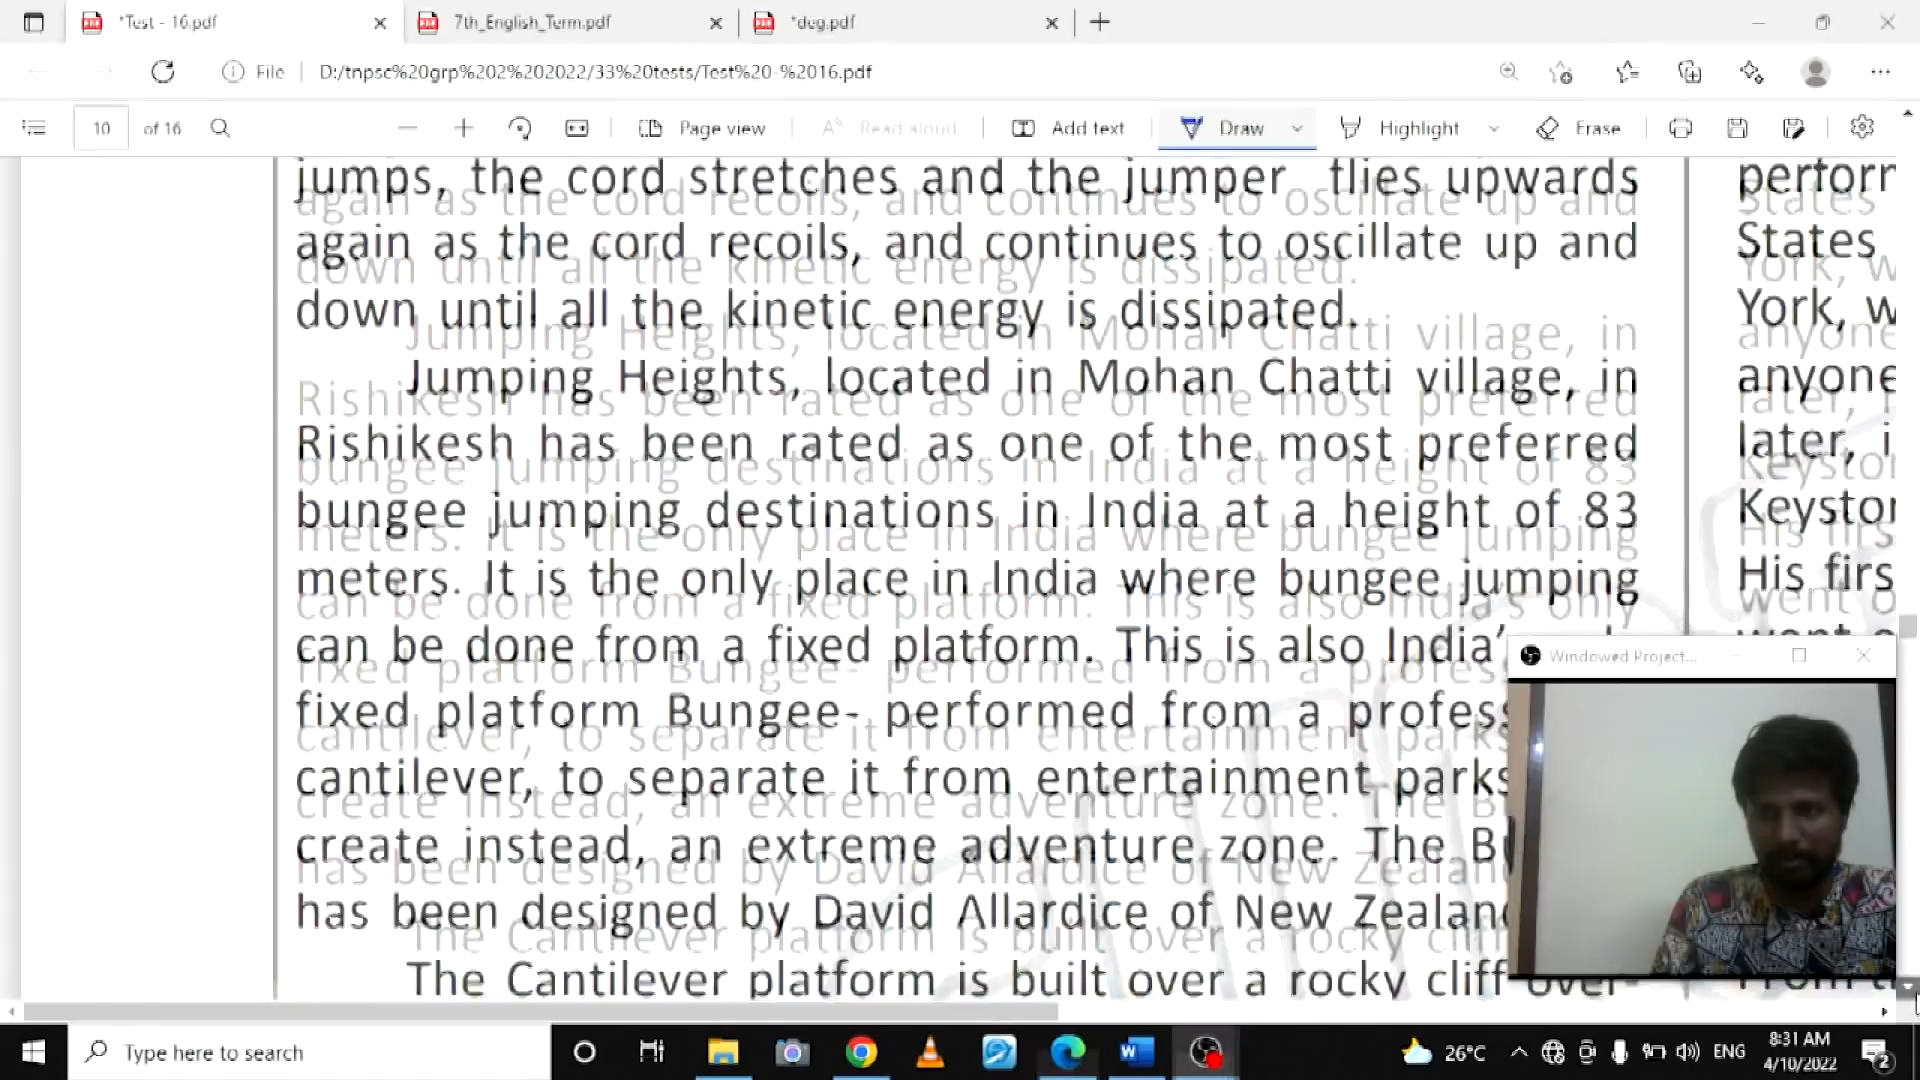 *Test - 16.pdf
7th_English_Term.pdf
*deg.pdf
File
D:/tnpsc%20grp%202%202022/33%20tests/Test%20-%2016.pdf
10 of 16
Page view
Read aloud
Add text
Draw
Highlight
Erase
jumps, the cord stretches and the jumper flies upwards
again as the cord recoils, and continues to oscillate up and
down until all the kinetic energy is dissipated.
Jumping Heights, located in Mohan Chatti village, in
Rishikesh has been rated as one of the most preferred
bungee jumping destinations in India at a height of 83
meters. It is the only place in India where bungee jumping
can be done from a fixed platform. This is also India's
fixed platform Bungee- performed from a profess
cantilever, to separate it from entertainment parks
create instead, an extreme adventure zone. The Bu
has been designed by David Allardice of New Zealan
The Cantilever platform is built over a rocky cliff over-
perforr
States
York, w
anyone
later, i
Keystor
His firs
went o
Windowed Project...
Type here to search
26°C
ENG
8:31 AM
4/10/2022
2